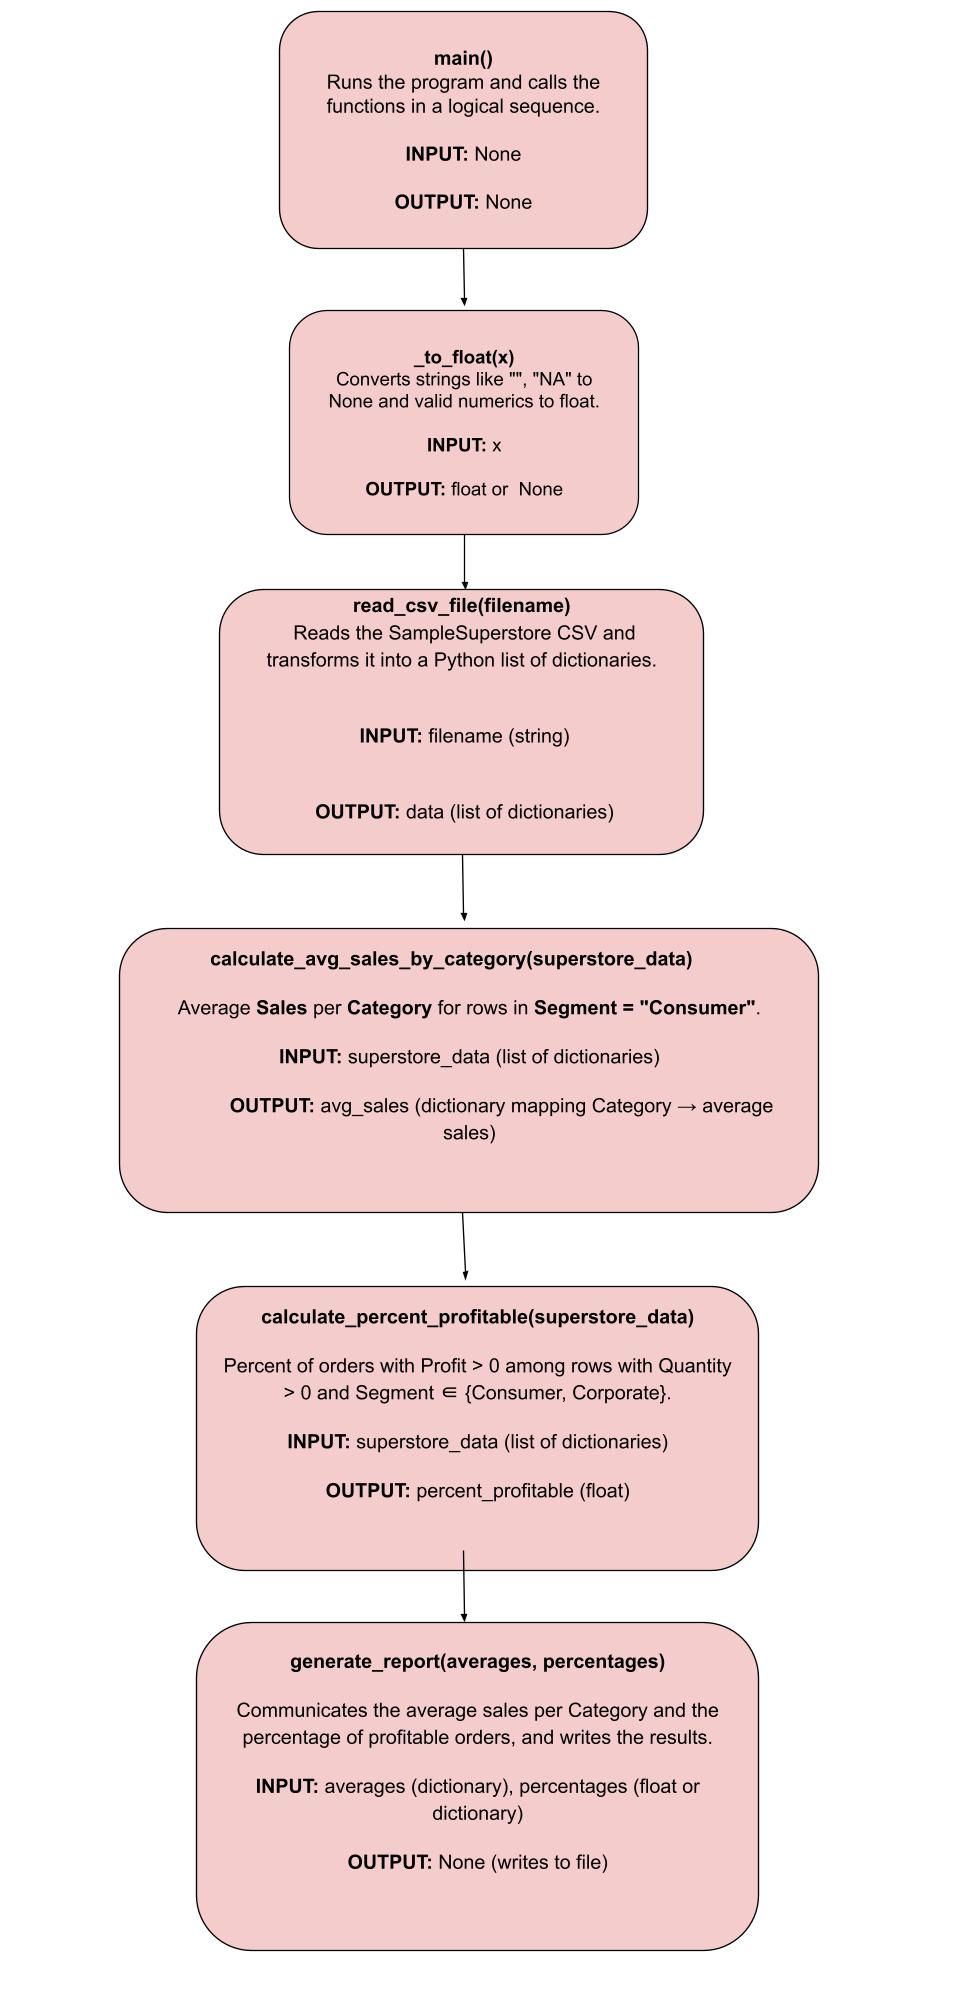 main()
Runs the program and calls the
functions in a logical sequence.
INPUT: None
OUTPUT: None
_to_float(x)
Converts strings like "", "NA" to
None and valid numerics to float.
INPUT: x
OUTPUT: float or  None
read_csv_file(filename)
Reads the SampleSuperstore CSV and
transforms it into a Python list of dictionaries.
INPUT: filename (string)
OUTPUT: data (list of dictionaries)
calculate_avg_sales_by_category(superstore_data)
Average Sales per Category for rows in Segment = "Consumer".
INPUT: superstore_data (list of dictionaries)
OUTPUT: avg_sales (dictionary mapping Category → average
sales)
calculate_percent_profitable(superstore_data)
Percent of orders with Profit > 0 among rows with Quantity
> 0 and Segment ∈ {Consumer, Corporate}.
INPUT: superstore_data (list of dictionaries)
OUTPUT: percent_profitable (float)
generate_report(averages, percentages)
Communicates the average sales per Category and the
percentage of profitable orders, and writes the results.
INPUT: averages (dictionary), percentages (float or
dictionary)
OUTPUT: None (writes to file)